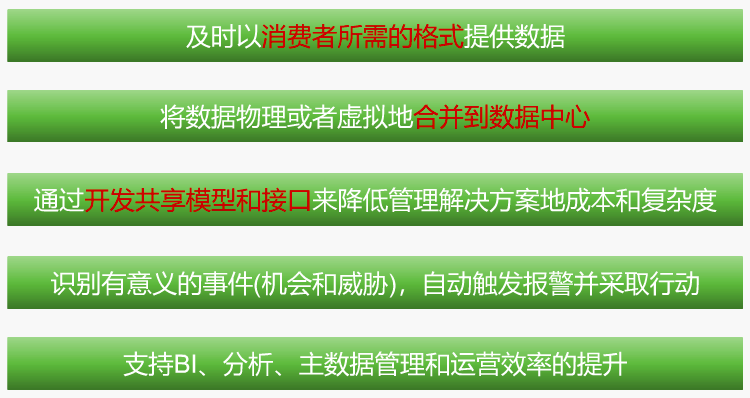 及时以消费者所需的格式提供数据
将数据物理或者虚拟地合并到数据中心
通过开发共享模型和接口来降低管理解决方案地成本和复杂度
识别有意义的事件(机会和威胁)，自动触发报警并采取行动
支持BI、分析、主数据管理和运营效率的提升